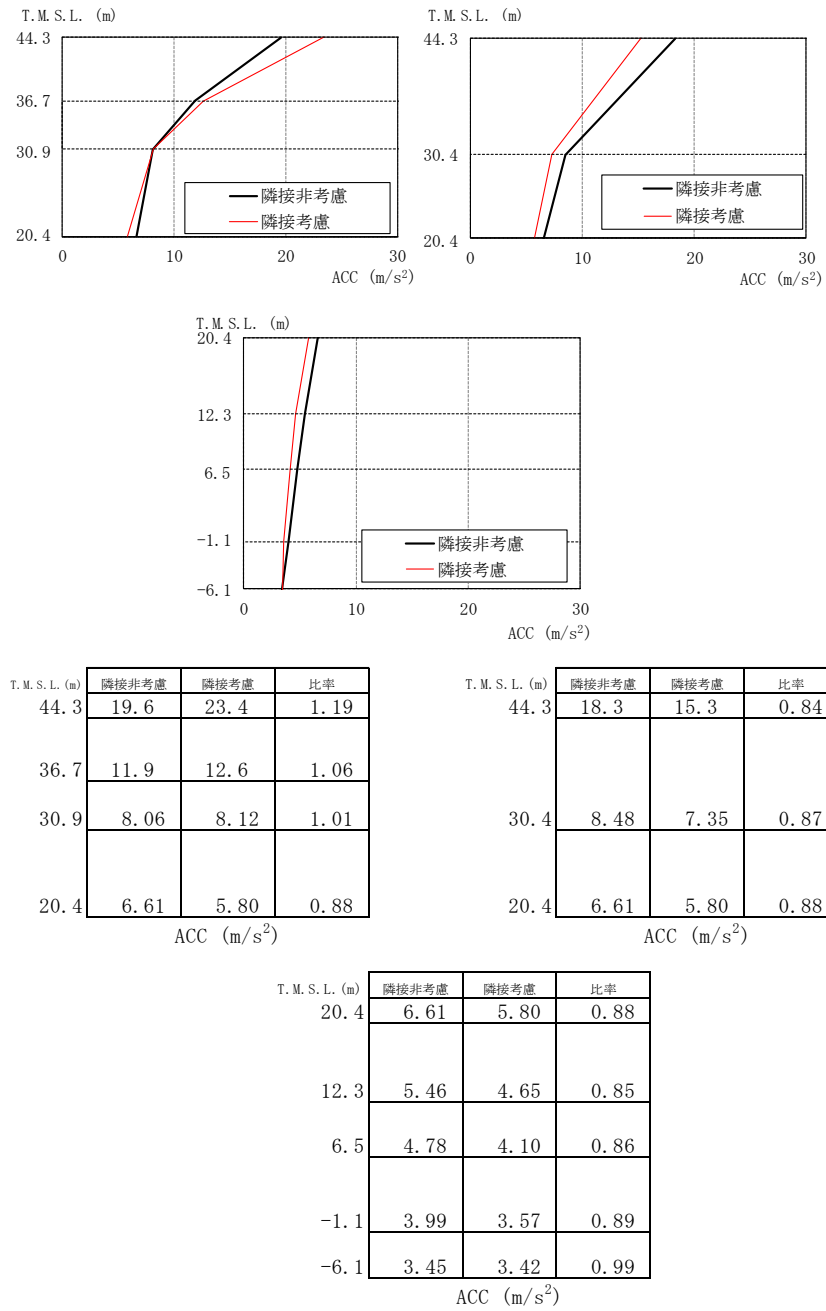 T.M.S.L. (m)
44.3
36.7
30.9
20.4
隣接非考慮
隣接考慮
0 10 20 30
ACC (m/s²)
T.M.S.L. (m)
44.3
30.4
20.4
隣接非考慮
隣接考慮
0 10 20 30
ACC (m/s²)
T.M.S.L. (m)
20.4
12.3
6.5
-1.1
-6.1
隣接非考慮
隣接考慮
0 10 20 30
ACC (m/s²)
T.M.S.L.(m) 隣接非考慮 隣接考慮 比率
44.3 19.6 23.4 1.19
36.7 11.9 12.6 1.06
30.9 8.06 8.12 1.01
20.4 6.61 5.80 0.88
ACC (m/s²)
T.M.S.L.(m) 隣接非考慮 隣接考慮 比率
44.3 18.3 15.3 0.84
30.4 8.48 7.35 0.87
20.4 6.61 5.80 0.88
ACC (m/s²)
T.M.S.L.(m) 隣接非考慮 隣接考慮 比率
20.4 6.61 5.80 0.88
12.3 5.46 4.65 0.85
6.5 4.78 4.10 0.86
-1.1 3.99 3.57 0.89
-6.1 3.45 3.42 0.99
ACC (m/s²)